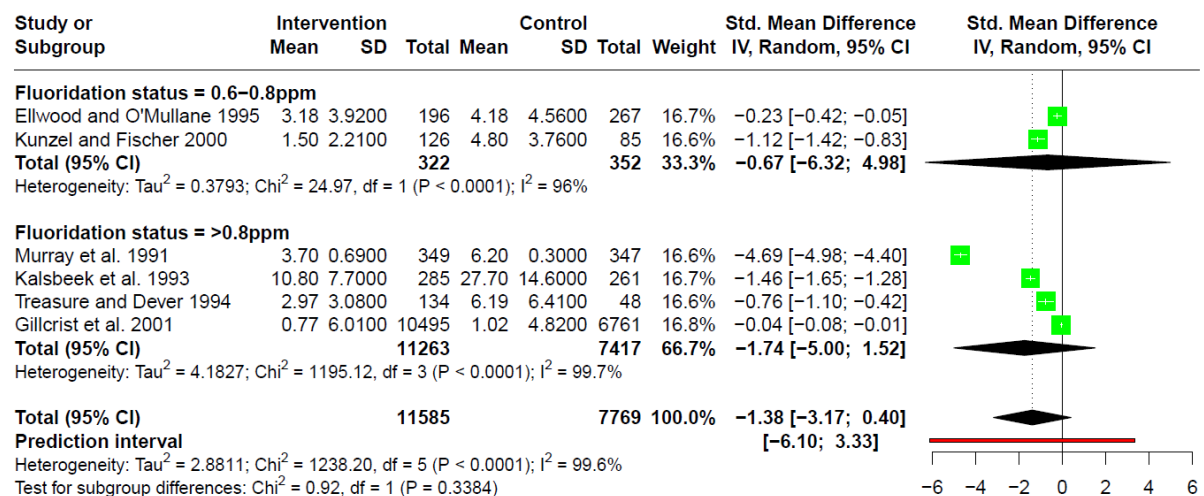 Study or Intervention Control Std. Mean Difference Std. Mean Difference
Subgroup Mean SD Total Mean SD Total Weight IV, Random, 95% CI IV, Random, 95% CI
Fluoridation status = 0.6−0.8ppm
Ellwood and O'Mullane 1995 3.18 3.9200 196 4.18 4.5600 267 16.7% −0.23 [−0.42; −0.05]
Kunzel and Fischer 2000 1.50 2.2100 126 4.80 3.7600 85 16.6% −1.12 [−1.42; −0.83]
Total (95% CI) 322 352 33.3% −0.67 [−6.32; 4.98]
Heterogeneity: Tau² = 0.3793; Chi² = 24.97, df = 1 (P < 0.0001); I² = 96%
Fluoridation status = >0.8ppm
Murray et al. 1991 3.70 0.6900 349 6.20 0.3000 347 16.6% −4.69 [−4.98; −4.40]
Kalsbeek et al. 1993 10.80 7.7000 285 27.70 14.6000 261 16.7% −1.46 [−1.65; −1.28]
Treasure and Dever 1994 2.97 3.0800 134 6.19 6.4100 48 16.6% −0.76 [−1.10; −0.42]
Gillcrist et al. 2001 0.77 6.0100 10495 1.02 4.8200 6761 16.8% −0.04 [−0.08; −0.01]
Total (95% CI) 11263 7417 66.7% −1.74 [−5.00; 1.52]
Heterogeneity: Tau² = 4.1827; Chi² = 1195.12, df = 3 (P < 0.0001); I² = 99.7%
Total (95% CI) 11585 7769 100.0% −1.38 [−3.17; 0.40]
Prediction interval [−6.10; 3.33]
Heterogeneity: Tau² = 2.8811; Chi² = 1238.20, df = 5 (P < 0.0001); I² = 99.6%
Test for subgroup differences: Chi² = 0.92, df = 1 (P = 0.3384)
−6 −4 −2 0 2 4 6